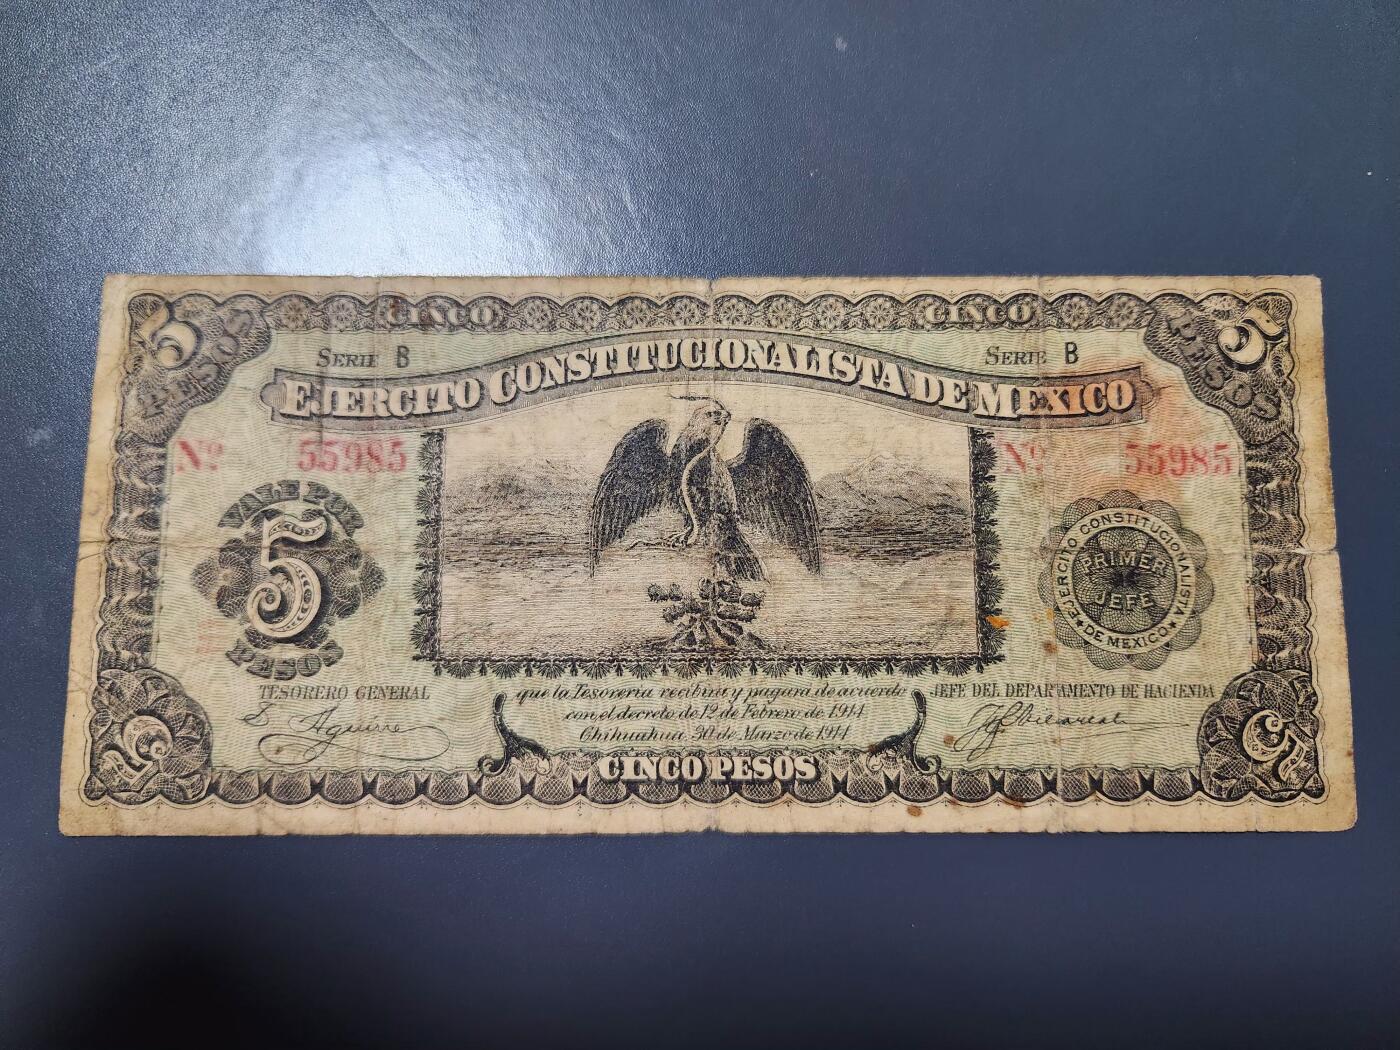 5 PESOS
CINCO
CINCO
5 PESOS
SERIE B
SERIE B
EJERCITO CONSTITUCIONALISTA DE MEXICO
Nº 55985
Nº 55985
VALE POR
5
PESOS
EJERCITO CONSTITUCIONALISTA
PRIMER
JEFE
★ DE MEXICO ★
TESORERO GENERAL
que la Tesorería recibirá y pagará de acuerdo
JEFE DEL DEPARTAMENTO DE HACIENDA
S. Aguirre
con el decreto de 12 de Febrero de 1914
Chihuahua, 30 de Marzo de 1914
CINCO PESOS
5
5